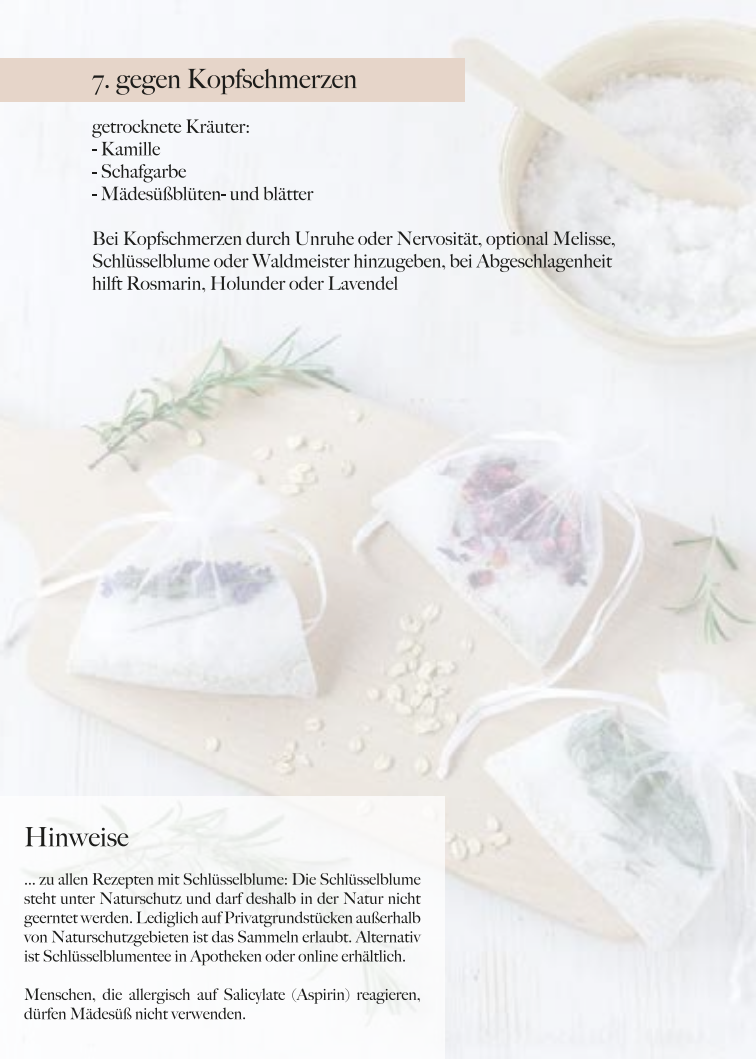 7. gegen Kopfschmerzen
getrocknete Kräuter:
- Kamille
- Schafgarbe
- Mädesüßblüten- und blätter
Bei Kopfschmerzen durch Unruhe oder Nervosität, optional Melisse,
Schlüsselblume oder Waldmeister hinzugeben, bei Abgeschlagenheit
hilft Rosmarin, Holunder oder Lavendel
Hinweise
... zu allen Rezepten mit Schlüsselblume: Die Schlüsselblume
steht unter Naturschutz und darf deshalb in der Natur nicht
geerntet werden. Lediglich auf Privatgrundstücken außerhalb
von Naturschutzgebieten ist das Sammeln erlaubt. Alternativ
ist Schlüsselblumentee in Apotheken oder online erhältlich.
Menschen, die allergisch auf Salicylate (Aspirin) reagieren,
dürfen Mädesüß nicht verwenden.